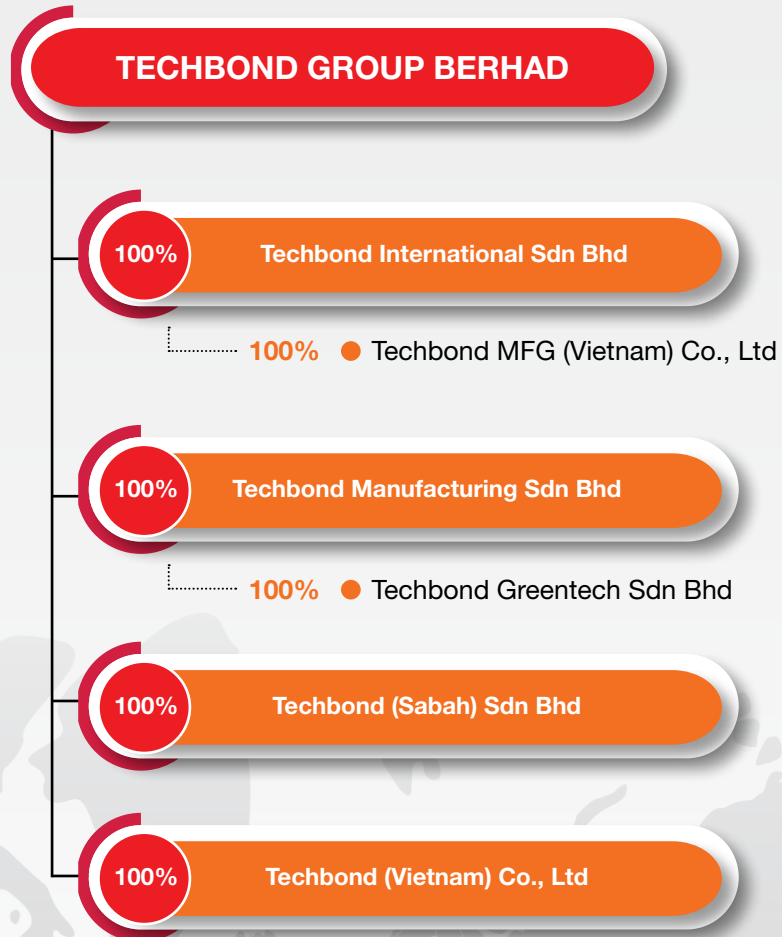 TECHBOND GROUP BERHAD
100% Techbond International Sdn Bhd
100% Techbond MFG (Vietnam) Co., Ltd
100% Techbond Manufacturing Sdn Bhd
100% Techbond Greentech Sdn Bhd
100% Techbond (Sabah) Sdn Bhd
100% Techbond (Vietnam) Co., Ltd